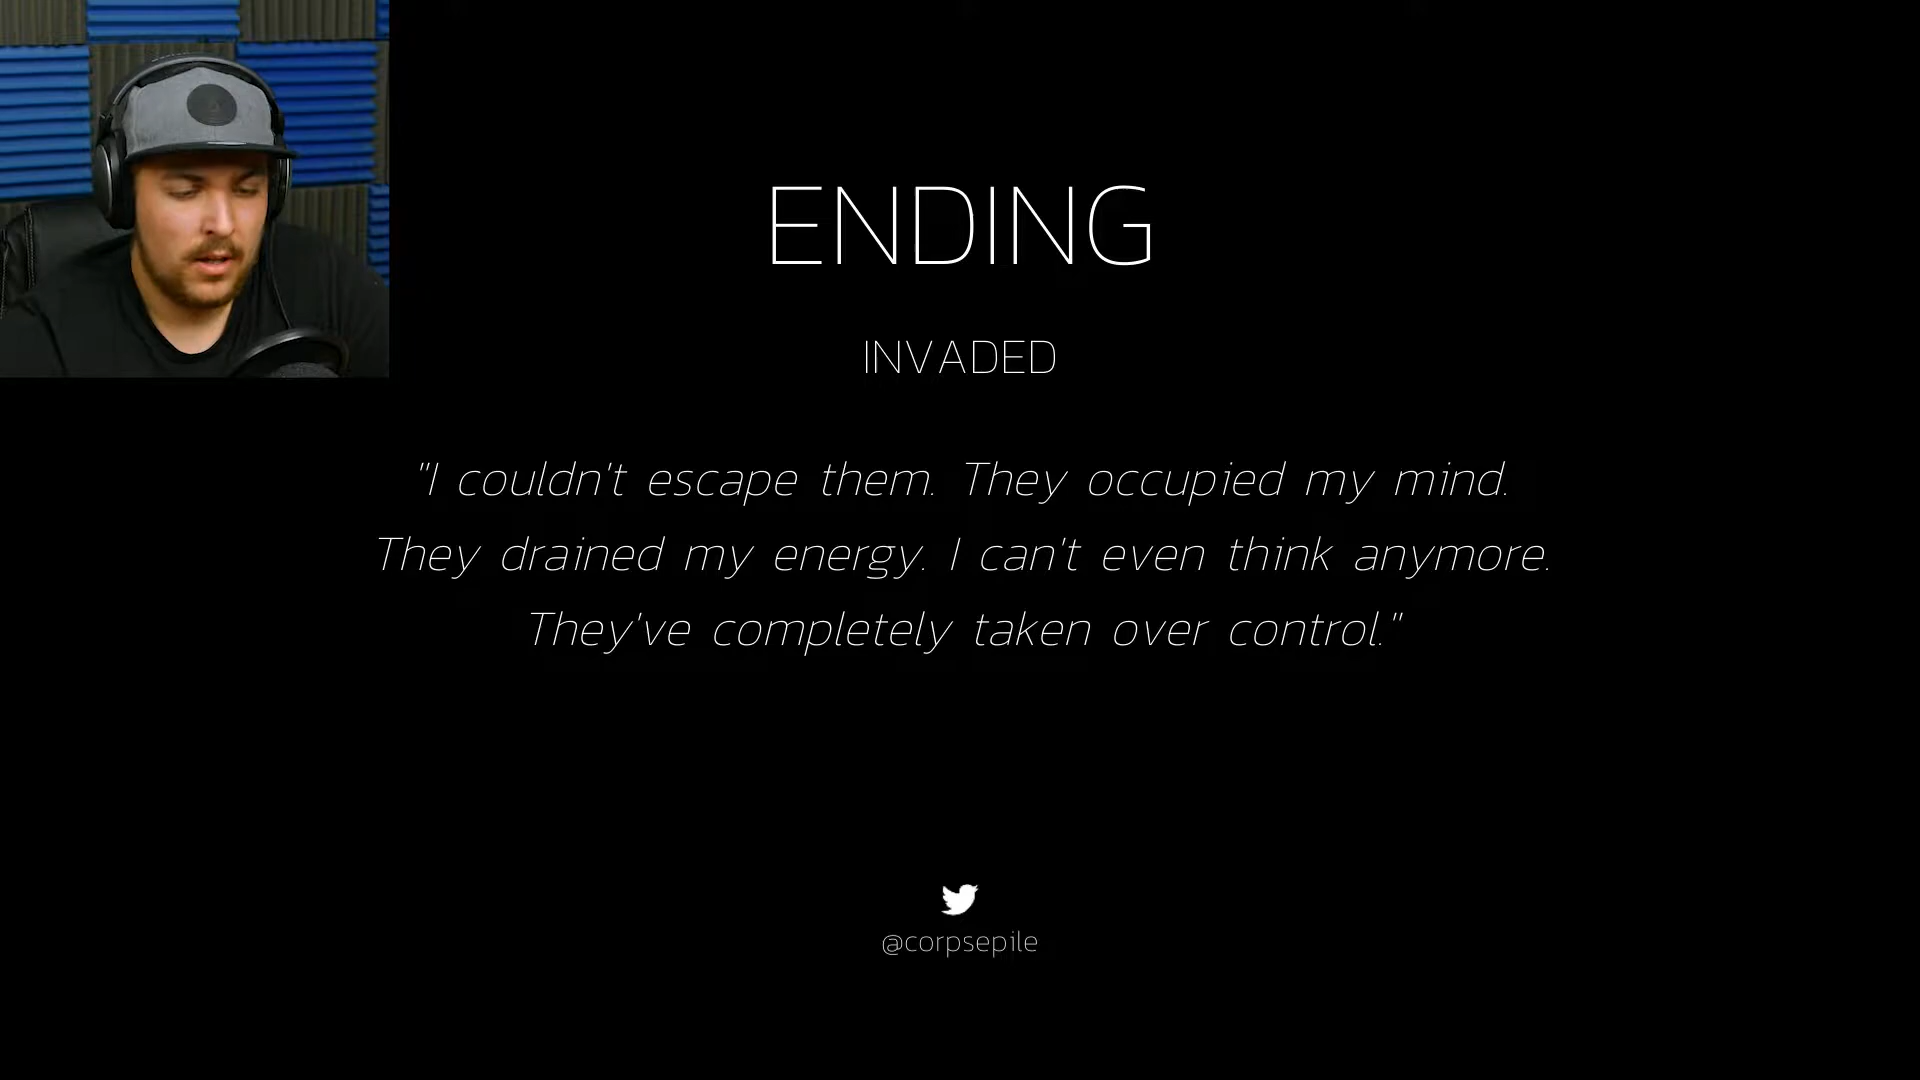 ENDING
INVADED
"I couldn't escape them. They occupied my mind.
They drained my energy. I can't even think anymore.
They've completely taken over control."
@corpsepile